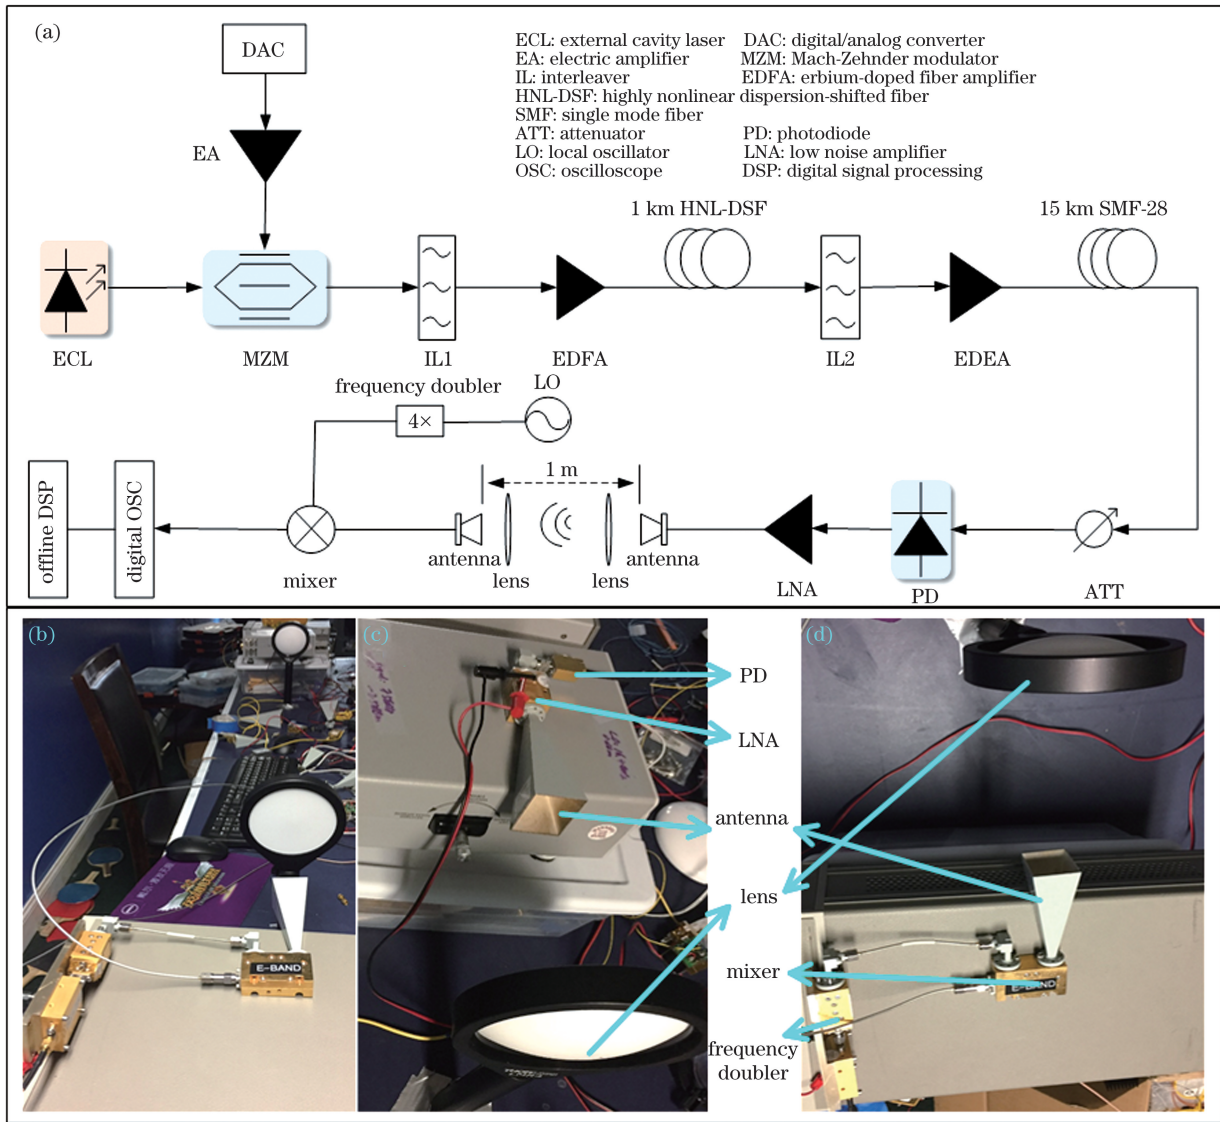 (a)
DAC
ECL: external cavity laser DAC: digital/analog converter
EA: electric amplifier MZM: Mach-Zehnder modulator
IL: interleaver EDFA: erbium-doped fiber amplifier
HNL-DSF: highly nonlinear dispersion-shifted fiber
SMF: single mode fiber
ATT: attenuator PD: photodiode
LO: local oscillator LNA: low noise amplifier
OSC: oscilloscope DSP: digital signal processing
EA
1 km HNL-DSF
15 km SMF-28
ECL
MZM
IL1
EDFA
IL2
EDEA
frequency doubler
LO
4×
1 m
offline DSP
digital OSC
mixer
antenna
lens
lens
antenna
LNA
PD
ATT
(b)
(c)
(d)
PD
LNA
antenna
lens
mixer
frequency
doubler
E-BAND
E-BAND